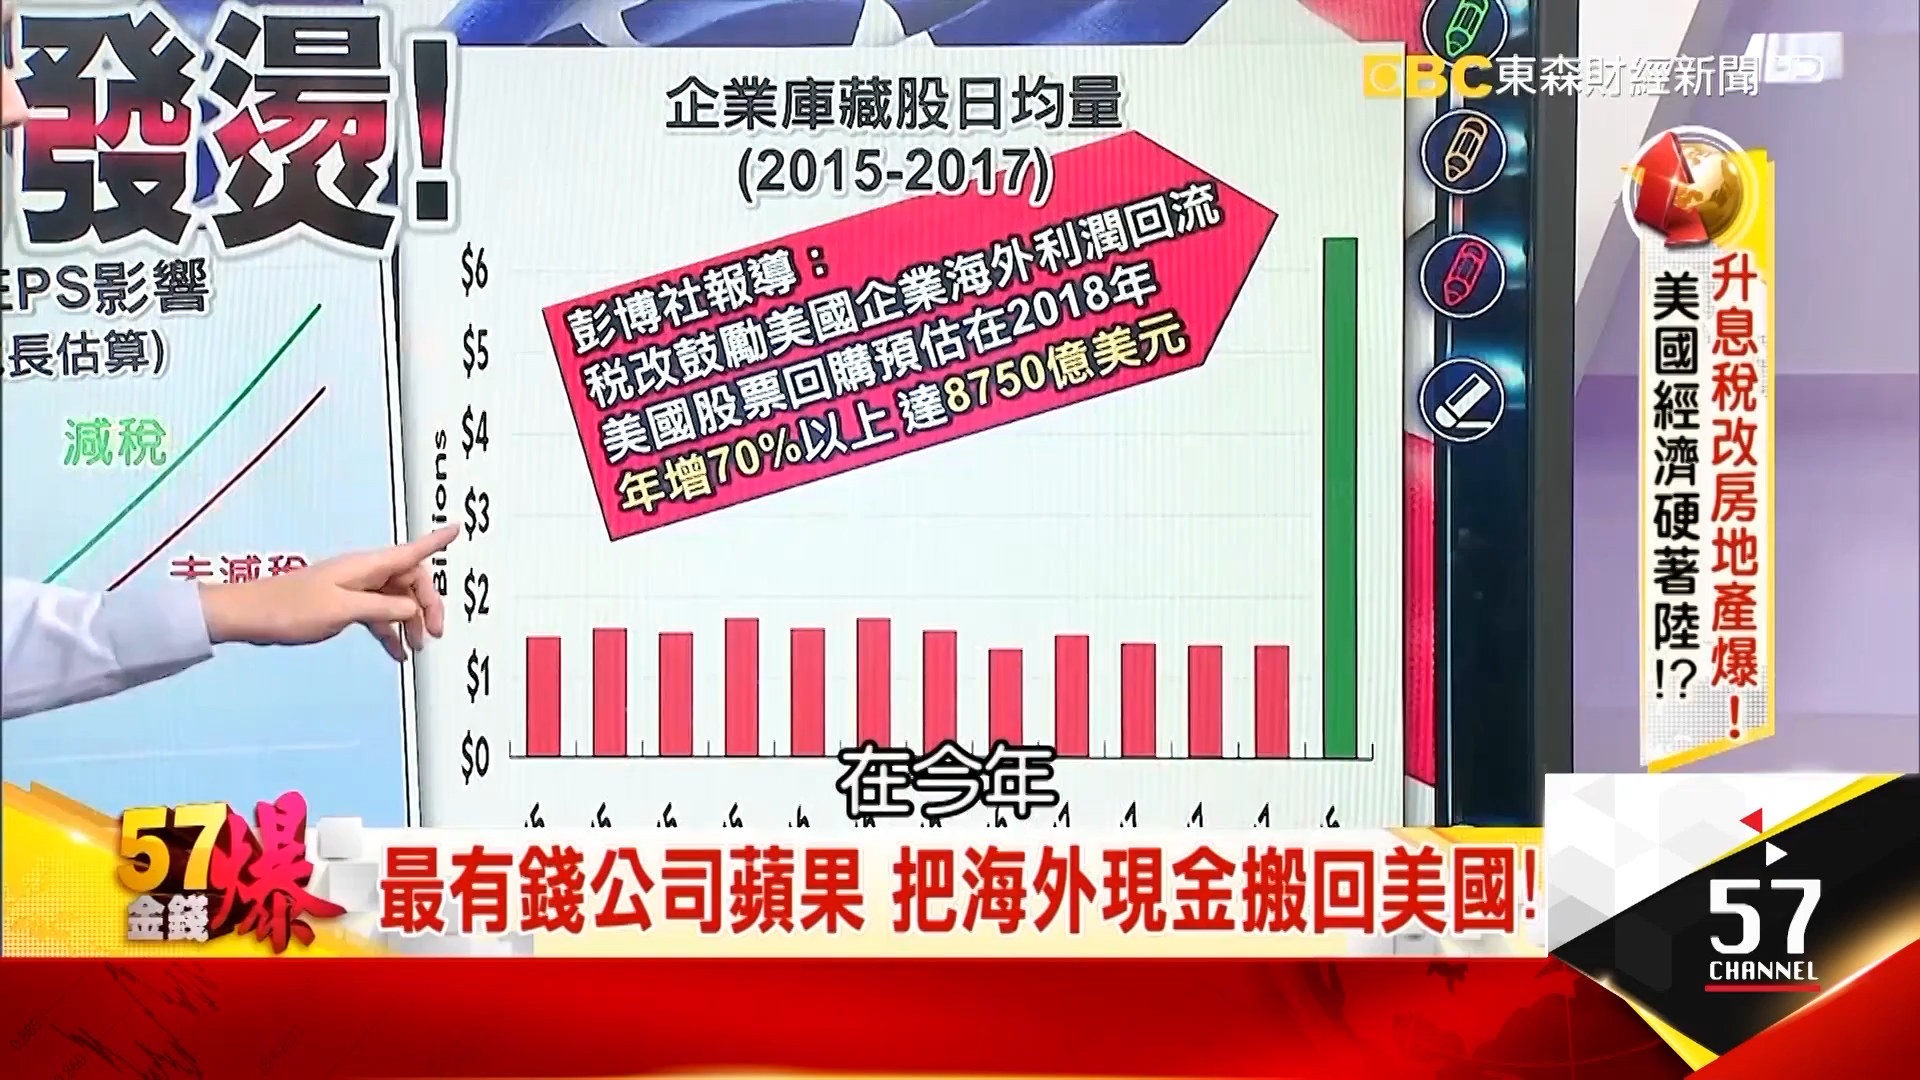 發燙!
EPS影響
長估算)
減稅
未減稅
企業庫藏股日均量
(2015-2017)
彭博社報導：
稅改鼓勵美國企業海外利潤回流
美國股票回購預估在2018年
年增70%以上 達8750億美元
$6
$5
$4
$3
$2
$1
$0
EBC東森財經新聞
升息稅改房地產爆！
美國經濟硬著陸!?
在今年
57
金錢爆
最有錢公司蘋果 把海外現金搬回美國!
57
CHANNEL